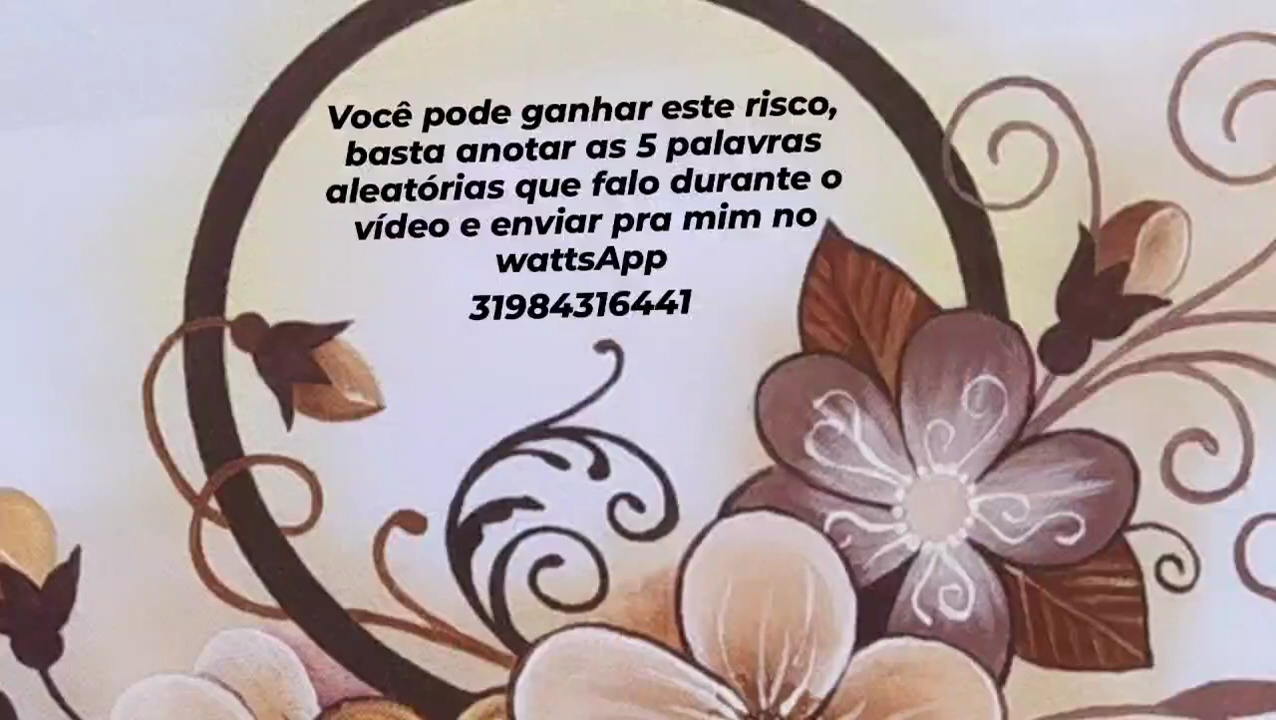 Você pode ganhar este risco,
basta anotar as 5 palavras
aleatórias que falo durante o
vídeo e enviar pra mim no
wattsApp
31984316441